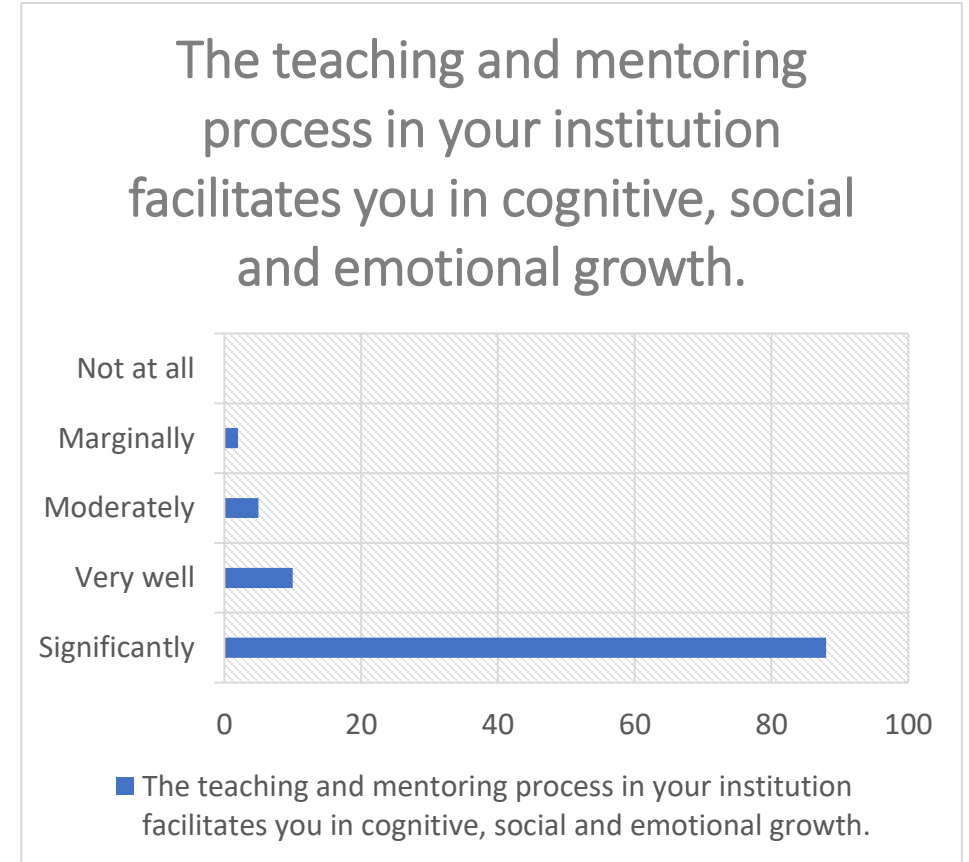 The teaching and mentoring
process in your institution
facilitates you in cognitive, social
and emotional growth.
Not at all
Marginally
Moderately
Very well
Significantly
0 20 40 60 80 100
The teaching and mentoring process in your institution
facilitates you in cognitive, social and emotional growth.